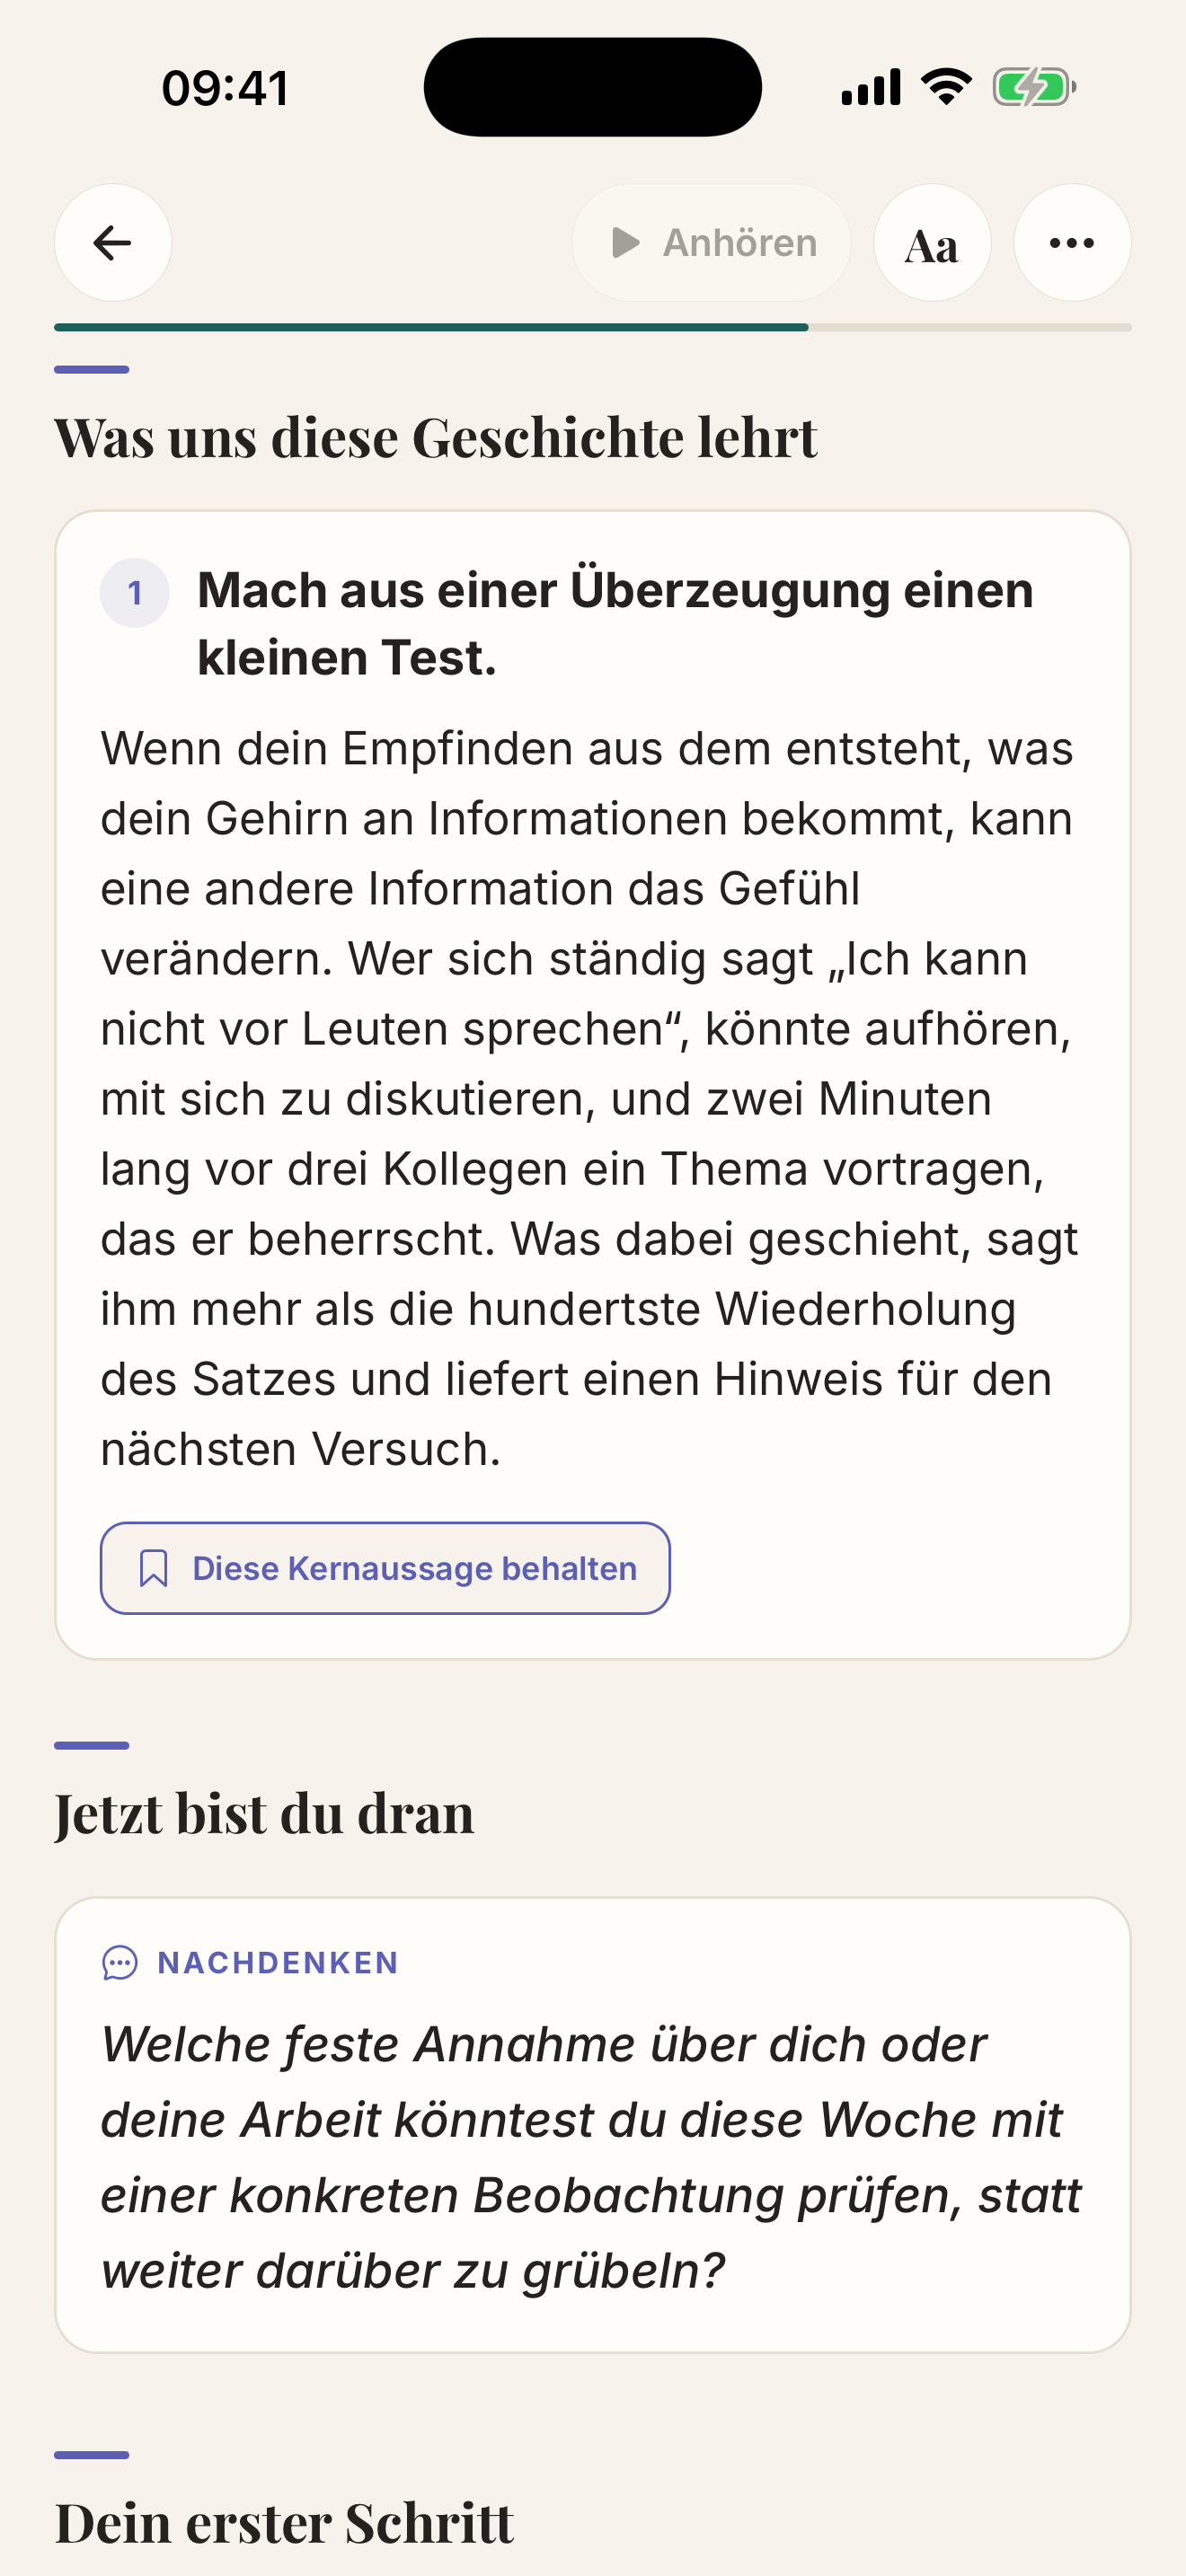 09:41
Anhören
Aa
Was uns diese Geschichte lehrt
1
Mach aus einer Überzeugung einen
kleinen Test.
Wenn dein Empfinden aus dem entsteht, was
dein Gehirn an Informationen bekommt, kann
eine andere Information das Gefühl
verändern. Wer sich ständig sagt „Ich kann
nicht vor Leuten sprechen“, könnte aufhören,
mit sich zu diskutieren, und zwei Minuten
lang vor drei Kollegen ein Thema vortragen,
das er beherrscht. Was dabei geschieht, sagt
ihm mehr als die hundertste Wiederholung
des Satzes und liefert einen Hinweis für den
nächsten Versuch.
Diese Kernaussage behalten
Jetzt bist du dran
NACHDENKEN
Welche feste Annahme über dich oder
deine Arbeit könntest du diese Woche mit
einer konkreten Beobachtung prüfen, statt
weiter darüber zu grübeln?
Dein erster Schritt